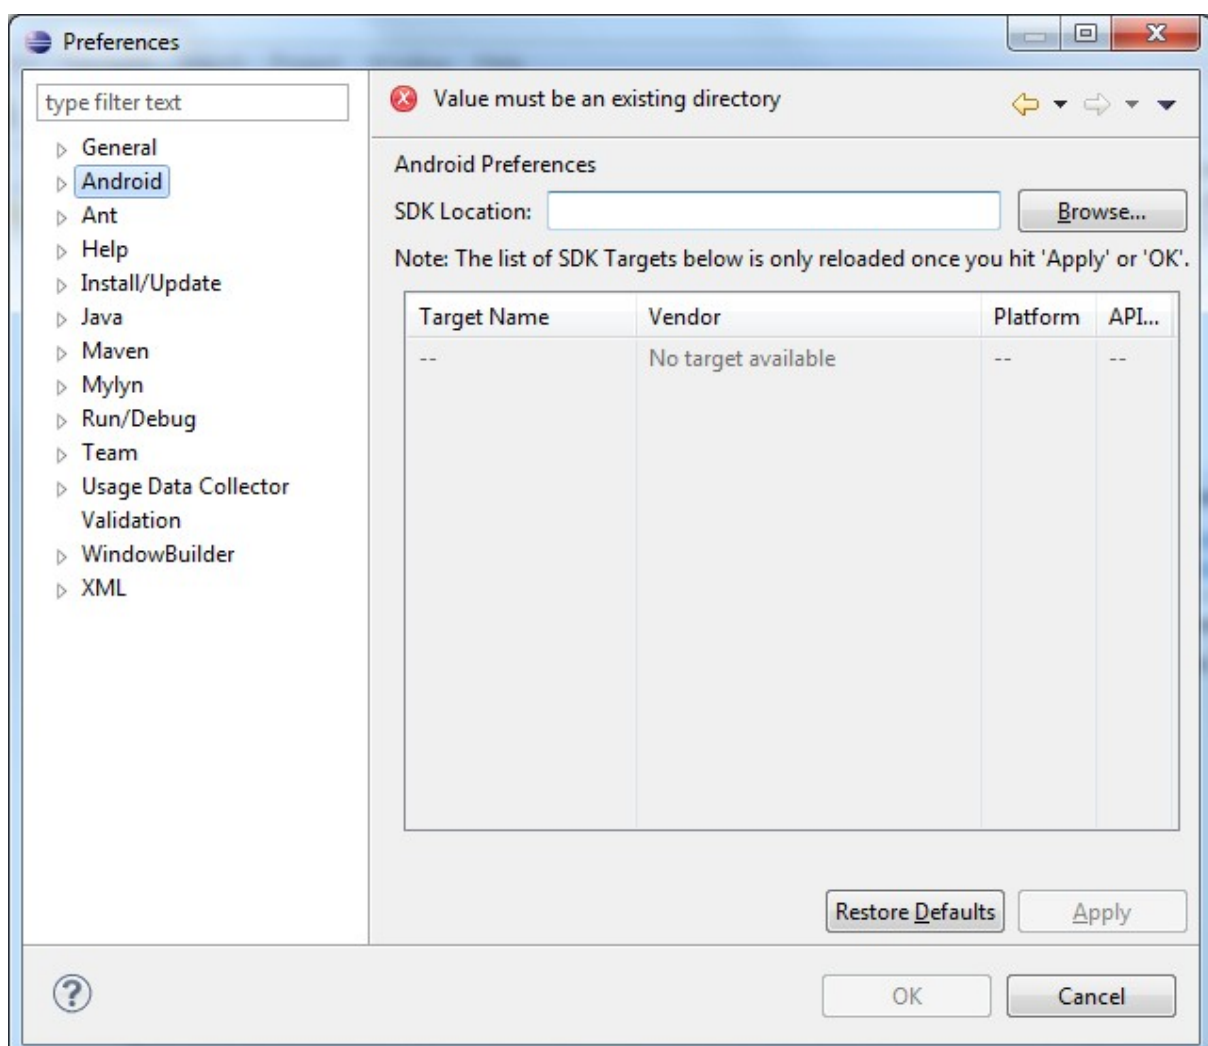 Preferences
type filter text
General
Android
Ant
Help
Install/Update
Java
Maven
Mylyn
Run/Debug
Team
Usage Data Collector
Validation
WindowBuilder
XML
Value must be an existing directory
Android Preferences
SDK Location:
Browse...
Note: The list of SDK Targets below is only reloaded once you hit 'Apply' or 'OK'.
Target Name Vendor Platform API...
-- No target available -- --
Restore Defaults Apply
OK Cancel